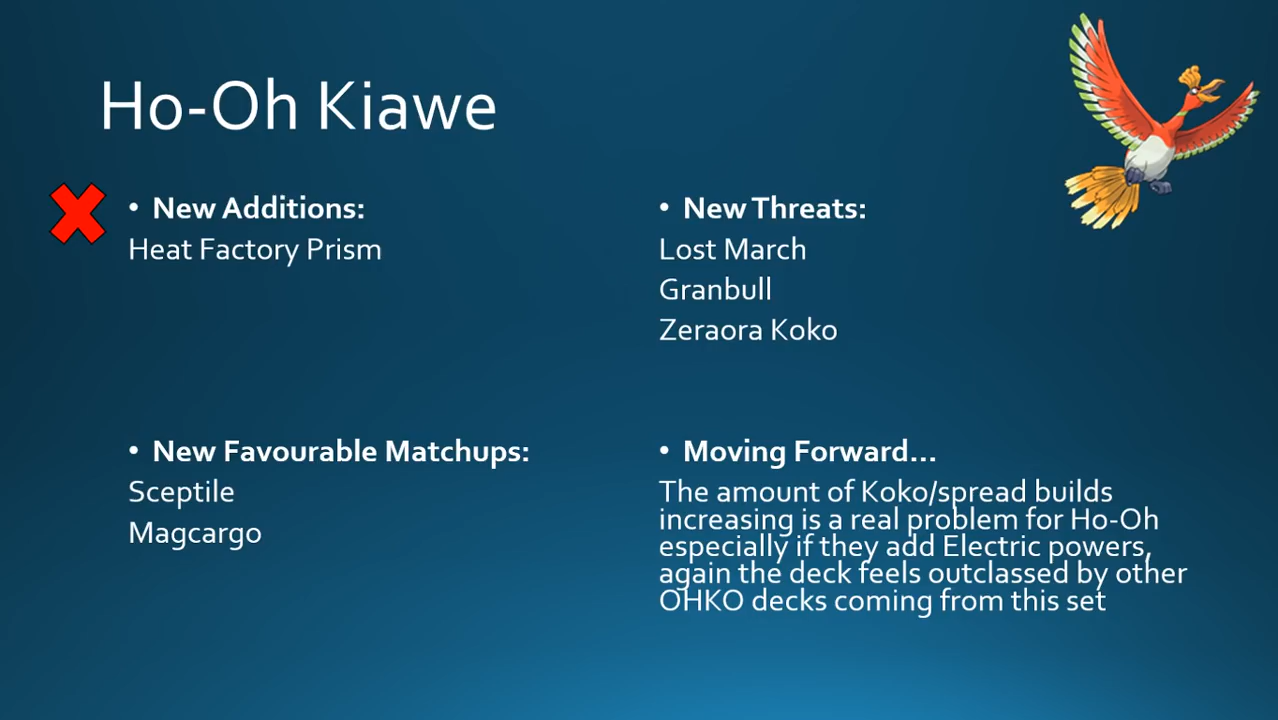 Ho-Oh Kiawe
• New Additions:
Heat Factory Prism
• New Threats:
Lost March
Granbull
Zeraora Koko
• New Favourable Matchups:
Sceptile
Magcargo
• Moving Forward...
The amount of Koko/spread builds
increasing is a real problem for Ho-Oh
especially if they add Electric powers,
again the deck feels outclassed by other
OHKO decks coming from this set